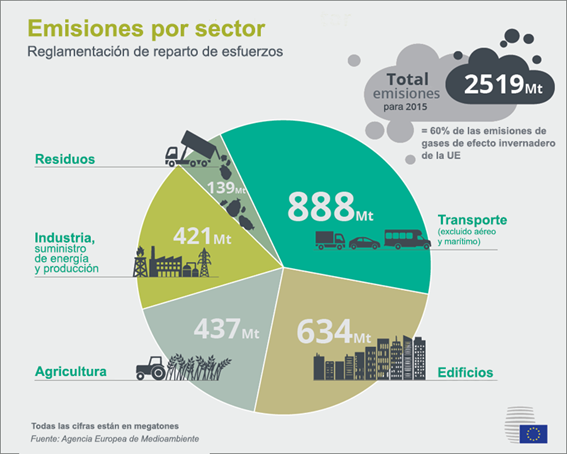 Emisiones por sector
Reglamentación de reparto de esfuerzos
Total
emisiones
para 2015
2519Mt
= 60% de las emisiones de
gases de efecto invernadero
de la UE
Residuos
139Mt
888Mt
Transporte
(excluido aéreo
y marítimo)
Industria,
suministro
de energía
y producción
421Mt
437Mt
634Mt
Agricultura
Edificios
Todas las cifras están en megatones
Fuente: Agencia Europea de Medioambiente